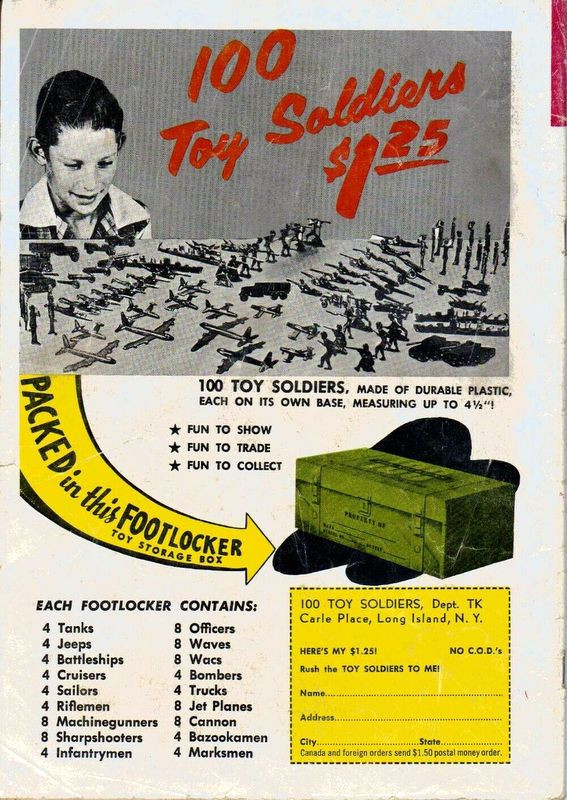 100
Toy Soldiers
$1.25
100 TOY SOLDIERS, MADE OF DURABLE PLASTIC,
EACH ON ITS OWN BASE, MEASURING UP TO 4½"!
★ FUN TO SHOW
★ FUN TO TRADE
★ FUN TO COLLECT
PACKED in this FOOTLOCKER
TOY STORAGE BOX
PROPERTY OF
EACH FOOTLOCKER CONTAINS:
4 Tanks
4 Jeeps
4 Battleships
4 Cruisers
4 Sailors
4 Riflemen
8 Machinegunners
8 Sharpshooters
4 Infantrymen
8 Officers
8 Waves
8 Wacs
4 Bombers
4 Trucks
8 Jet Planes
8 Cannon
4 Bazookamen
4 Marksmen
100 TOY SOLDIERS, Dept. TK
Carle Place, Long Island, N. Y.
HERE'S MY $1.25! NO C.O.D.'s
Rush the TOY SOLDIERS TO ME!
Name
Address
City State
Canada and foreign orders send $1.50 postal money order.